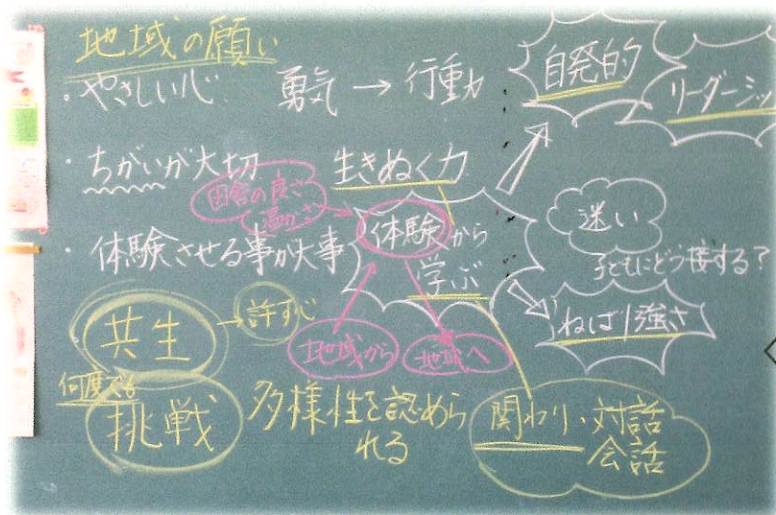 地域の願い
・やさしい心 勇気 → 行動力
自発的
リーダーシッ
・ちがいが大切
生きぬく力
田舎の良さ
温かさ
・体験させる事が大事
体験から
学ぶ
迷い
子どもにどう接する?
ねばり強さ
共生 → 許す心
地域から
地域へ
何度でも
挑戦
多様性を認めら
れる
関わり・対話
会話